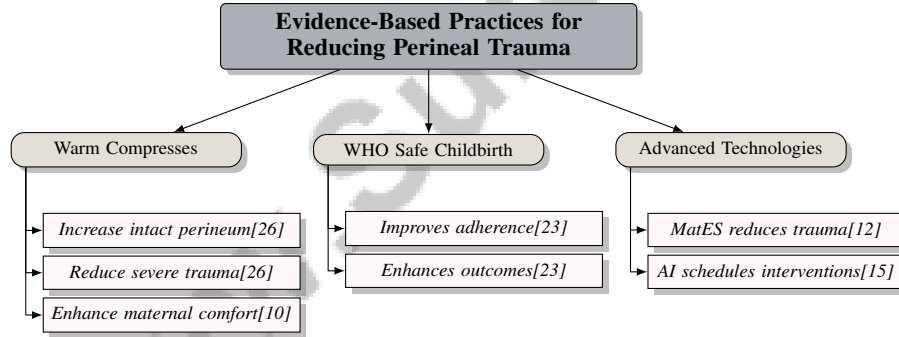 Evidence-Based Practices for
Reducing Perineal Trauma
Warm Compresses
Increase intact perineum[26]
Reduce severe trauma[26]
Enhance maternal comfort[10]
WHO Safe Childbirth
Improves adherence[23]
Enhances outcomes[23]
Advanced Technologies
MatES reduces trauma[12]
AI schedules interventions[15]